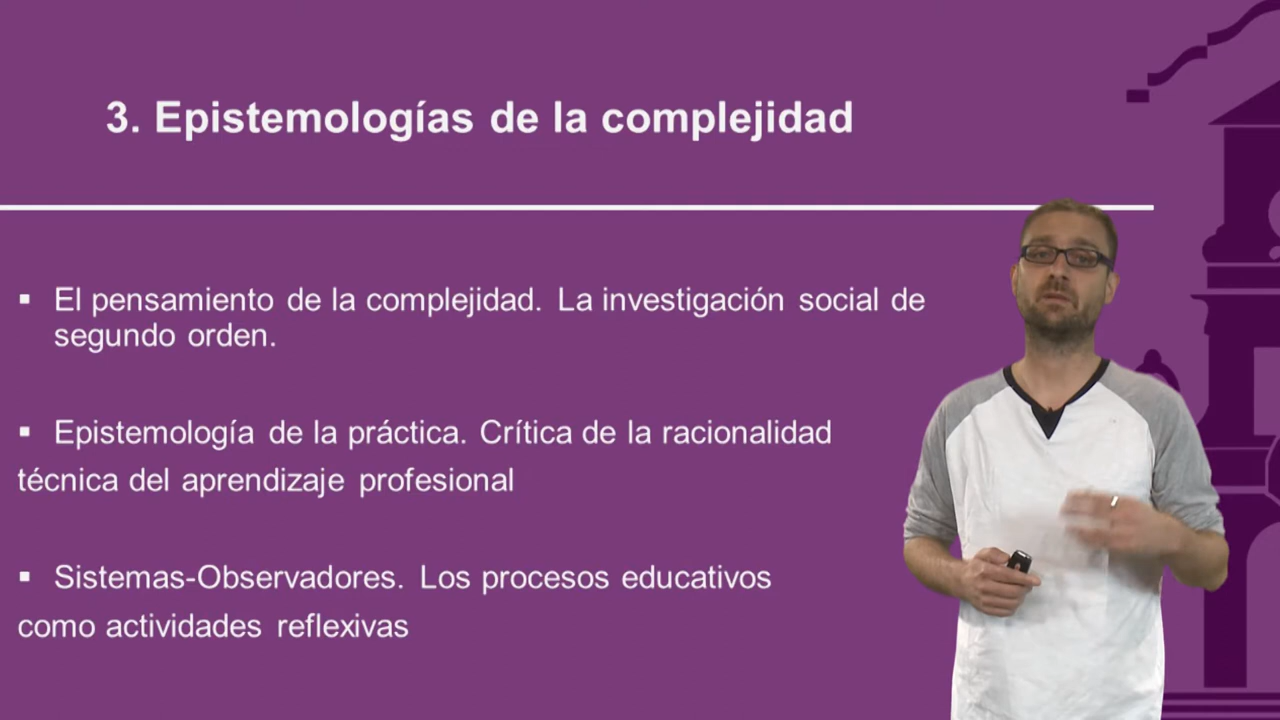 3. Epistemologías de la complejidad
▪ El pensamiento de la complejidad. La investigación social de
segundo orden.
▪ Epistemología de la práctica. Crítica de la racionalidad
técnica del aprendizaje profesional
▪ Sistemas-Observadores. Los procesos educativos
como actividades reflexivas